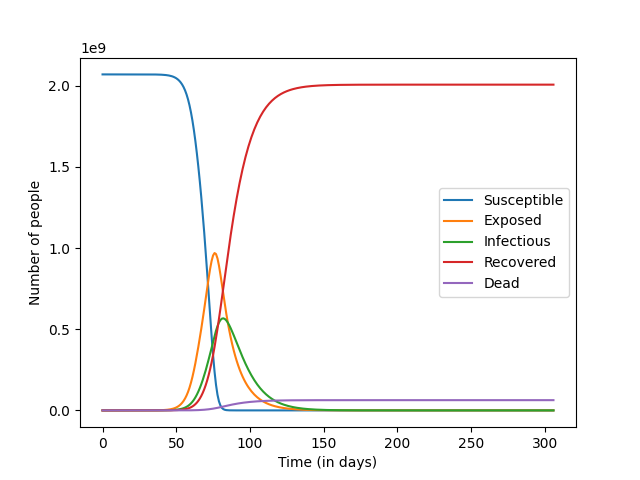 1e9
2.0
1.5
1.0
0.5
0.0
Number of people
Susceptible
Exposed
Infectious
Recovered
Dead
0 50 100 150 200 250 300
Time (in days)